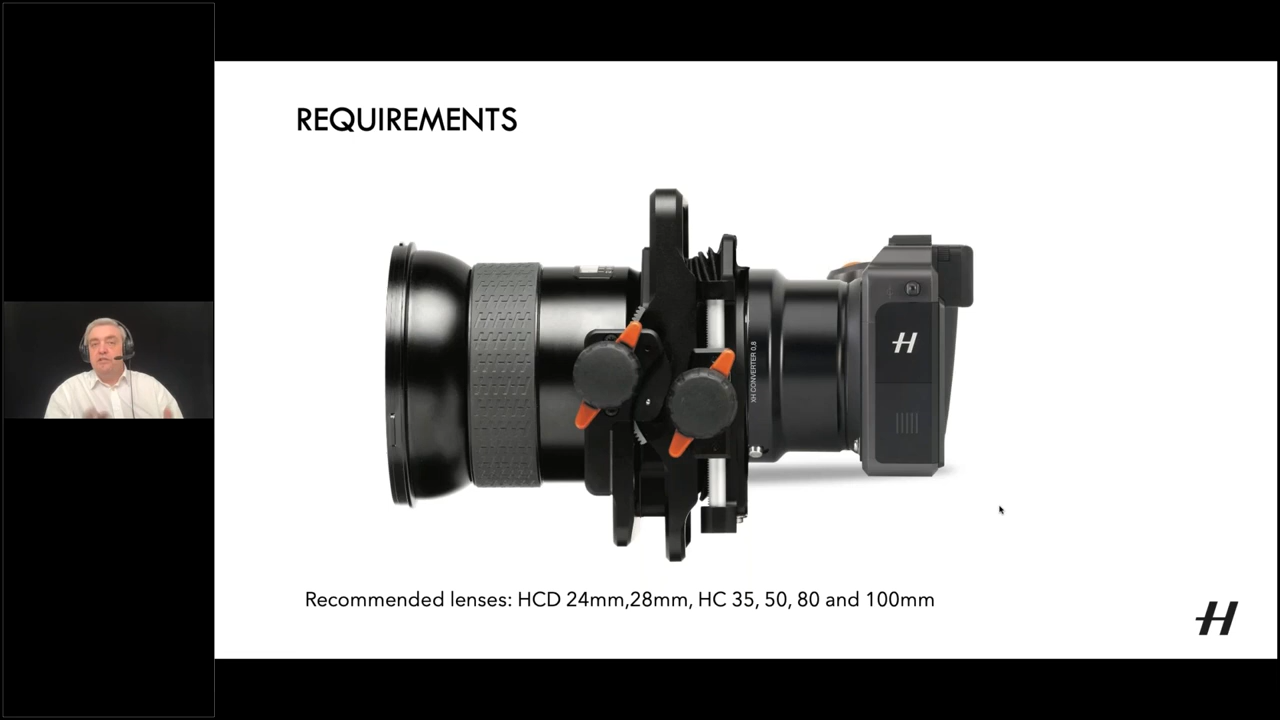 REQUIREMENTS
XH CONVERTER 0,8
H
Recommended lenses: HCD 24mm,28mm, HC 35, 50, 80 and 100mm
H